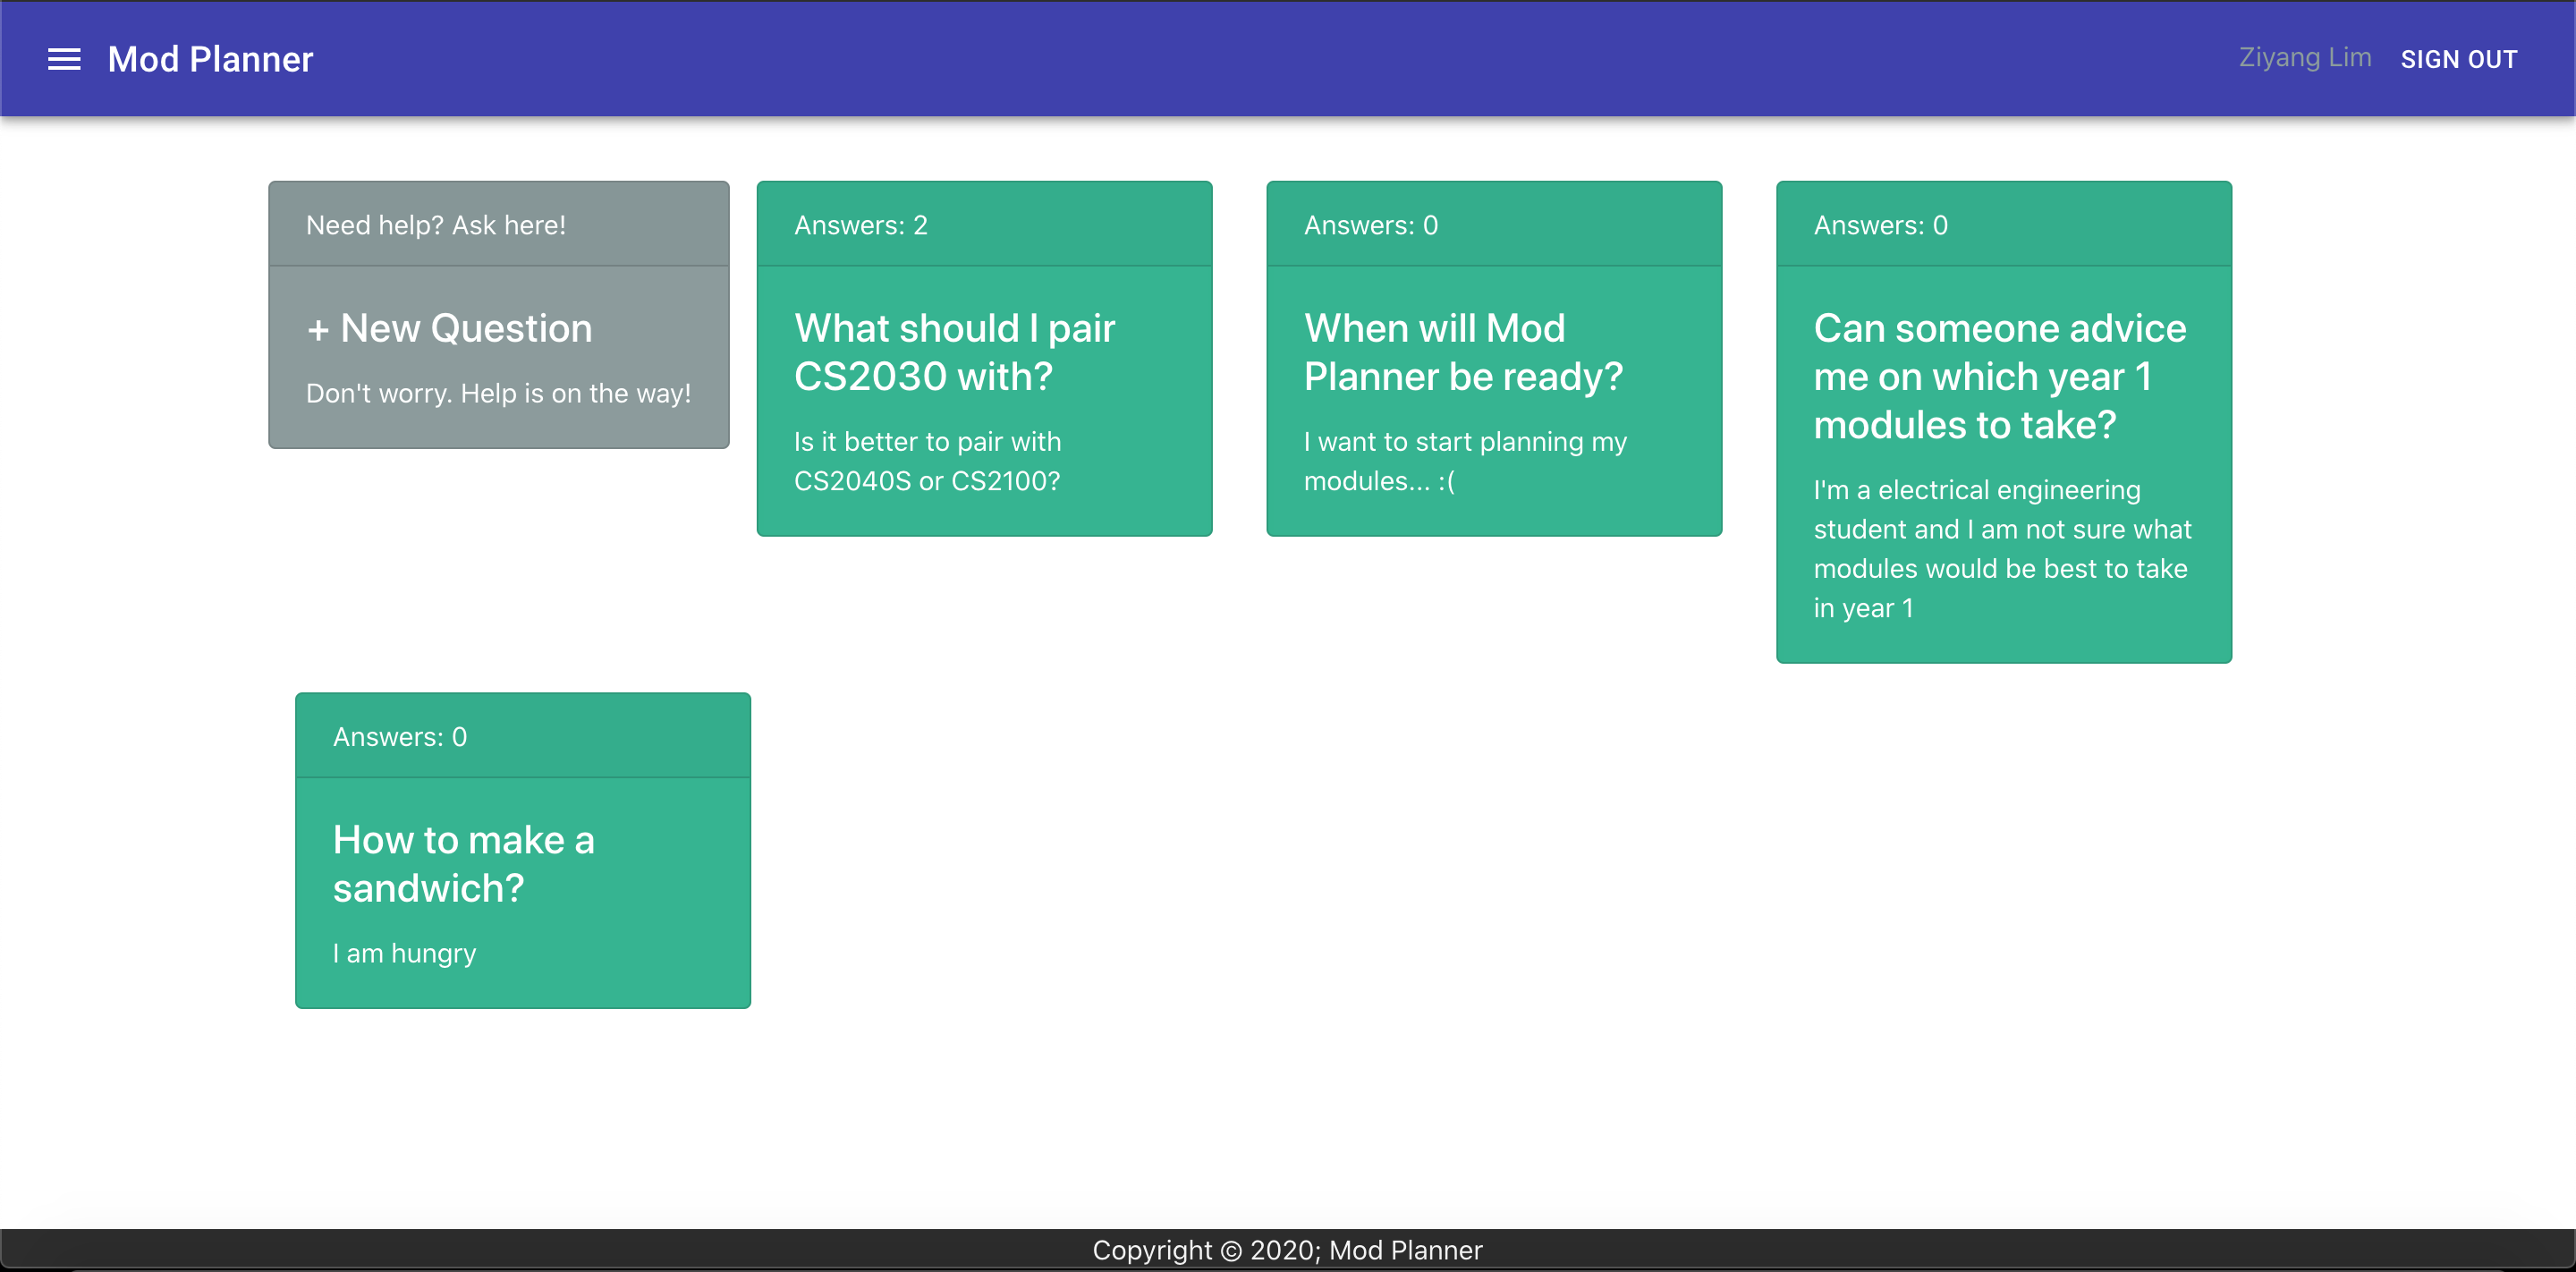 Mod Planner
Ziyang Lim
SIGN OUT
Need help? Ask here!
+ New Question
Don't worry. Help is on the way!
Answers: 2
What should I pair
CS2030 with?
Is it better to pair with
CS2040S or CS2100?
Answers: 0
When will Mod
Planner be ready?
I want to start planning my
modules... :(
Answers: 0
Can someone advice
me on which year 1
modules to take?
I'm a electrical engineering
student and I am not sure what
modules would be best to take
in year 1
Answers: 0
How to make a
sandwich?
I am hungry
Copyright © 2020; Mod Planner